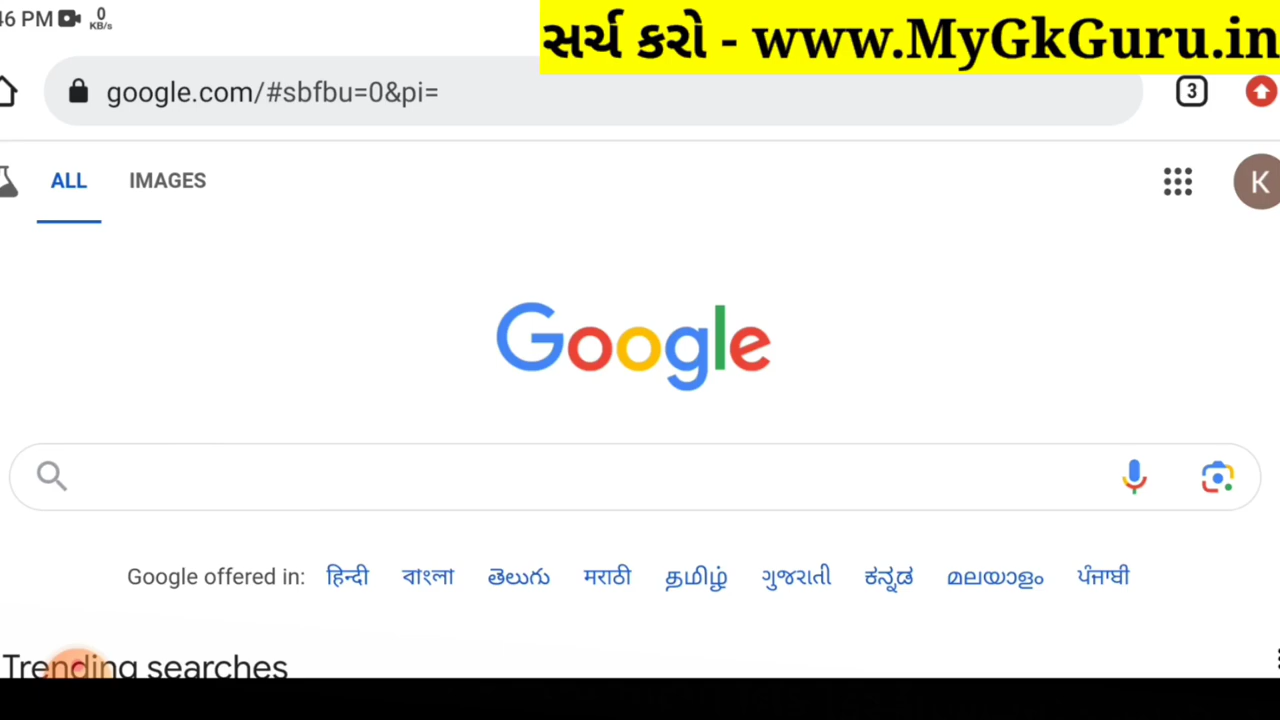 46 PM 0 KB/s
સર્ચ કરો - www.MyGkGuru.in
google.com/#sbfbu=0&pi=
3
ALL IMAGES
K
Google
Google offered in: हिन्दी বাংলা తెలుగు मराठी தமிழ் ગુજરાતી ಕನ್ನಡ മലയാളം ਪੰਜਾਬੀ
Trending searches